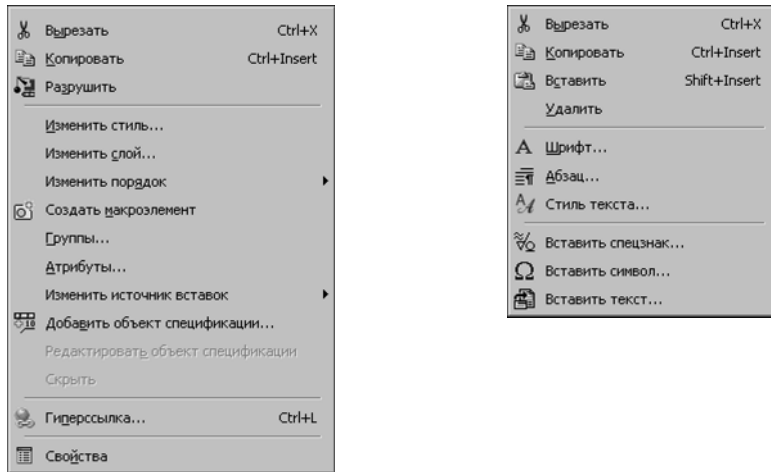 Вырезать Ctrl+X
Копировать Ctrl+Insert
Разрушить
Изменить стиль...
Изменить слой...
Изменить порядок
Создать макроэлемент
Группы...
Атрибуты...
Изменить источник вставок
Добавить объект спецификации...
Редактировать объект спецификации
Скрыть
Гиперссылка... Ctrl+L
Свойства
Вырезать Ctrl+X
Копировать Ctrl+Insert
Вставить Shift+Insert
Удалить
Шрифт...
Абзац...
Стиль текста...
Вставить спецзнак...
Вставить символ...
Вставить текст...